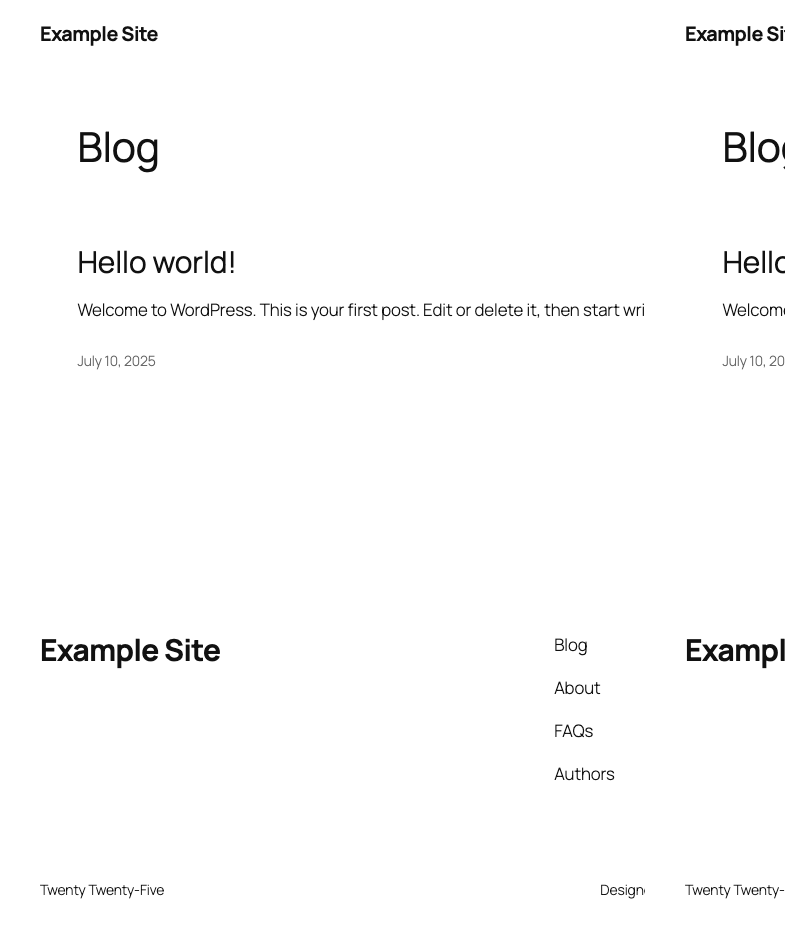 Example Site
Example Si
Blog
Blog
Hello world!
Hello
Welcome to WordPress. This is your first post. Edit or delete it, then start wri
Welcome
July 10, 2025
July 10, 20
Example Site
Exampl
Blog
About
FAQs
Authors
Twenty Twenty-Five
Design
Twenty Twenty-